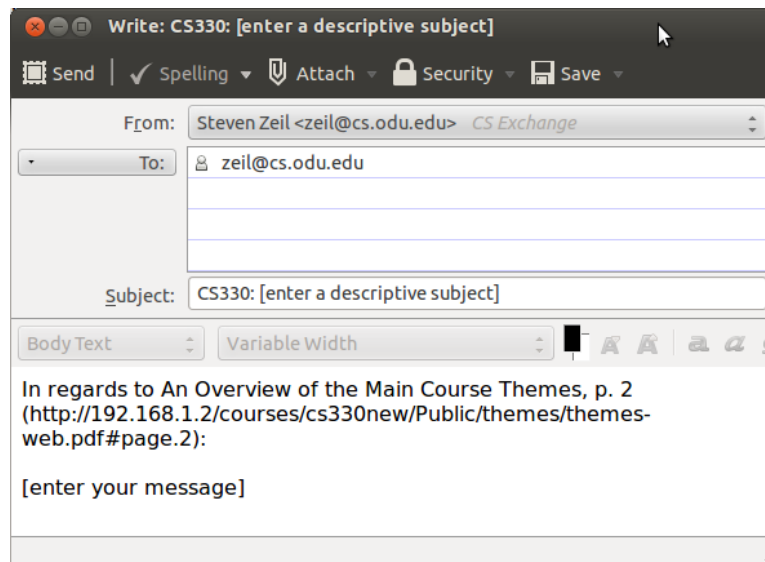 Write: CS330: [enter a descriptive subject]
Send Spelling Attach Security Save
From: Steven Zeil <zeil@cs.odu.edu> CS Exchange
To: zeil@cs.odu.edu
Subject: CS330: [enter a descriptive subject]
Body Text Variable Width A A a a
In regards to An Overview of the Main Course Themes, p. 2
(http://192.168.1.2/courses/cs330new/Public/themes/themes-
web.pdf#page.2):
[enter your message]